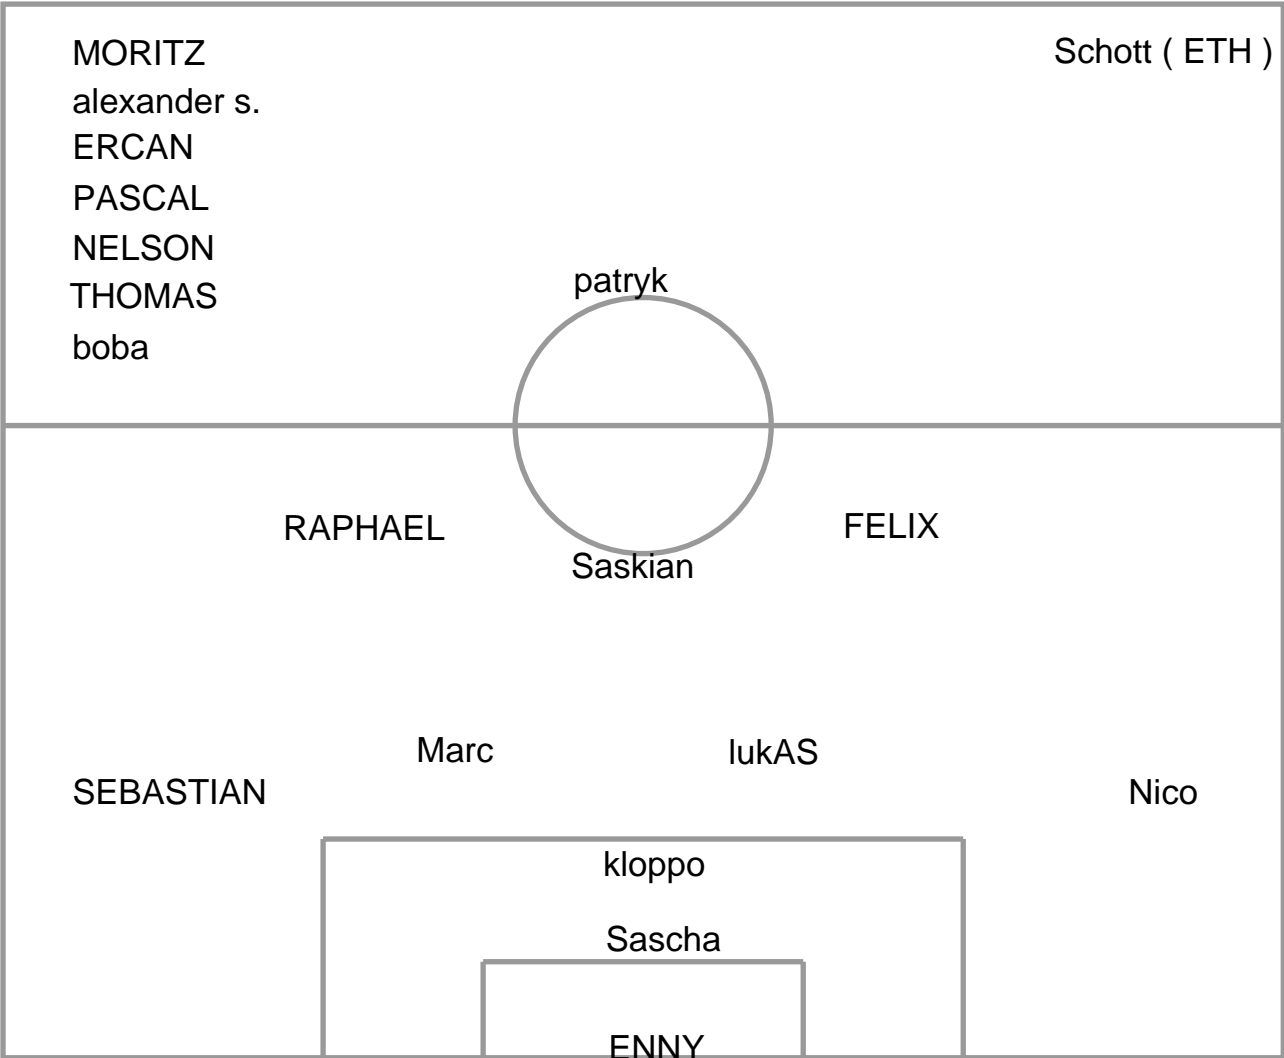 MORITZ
Schott ( ETH )
alexander s.
ERCAN
PASCAL
NELSON
patryk
THOMAS
boba
RAPHAEL
FELIX
Saskian
Marc
lukAS
SEBASTIAN
Nico
kloppo
Sascha
ENNY